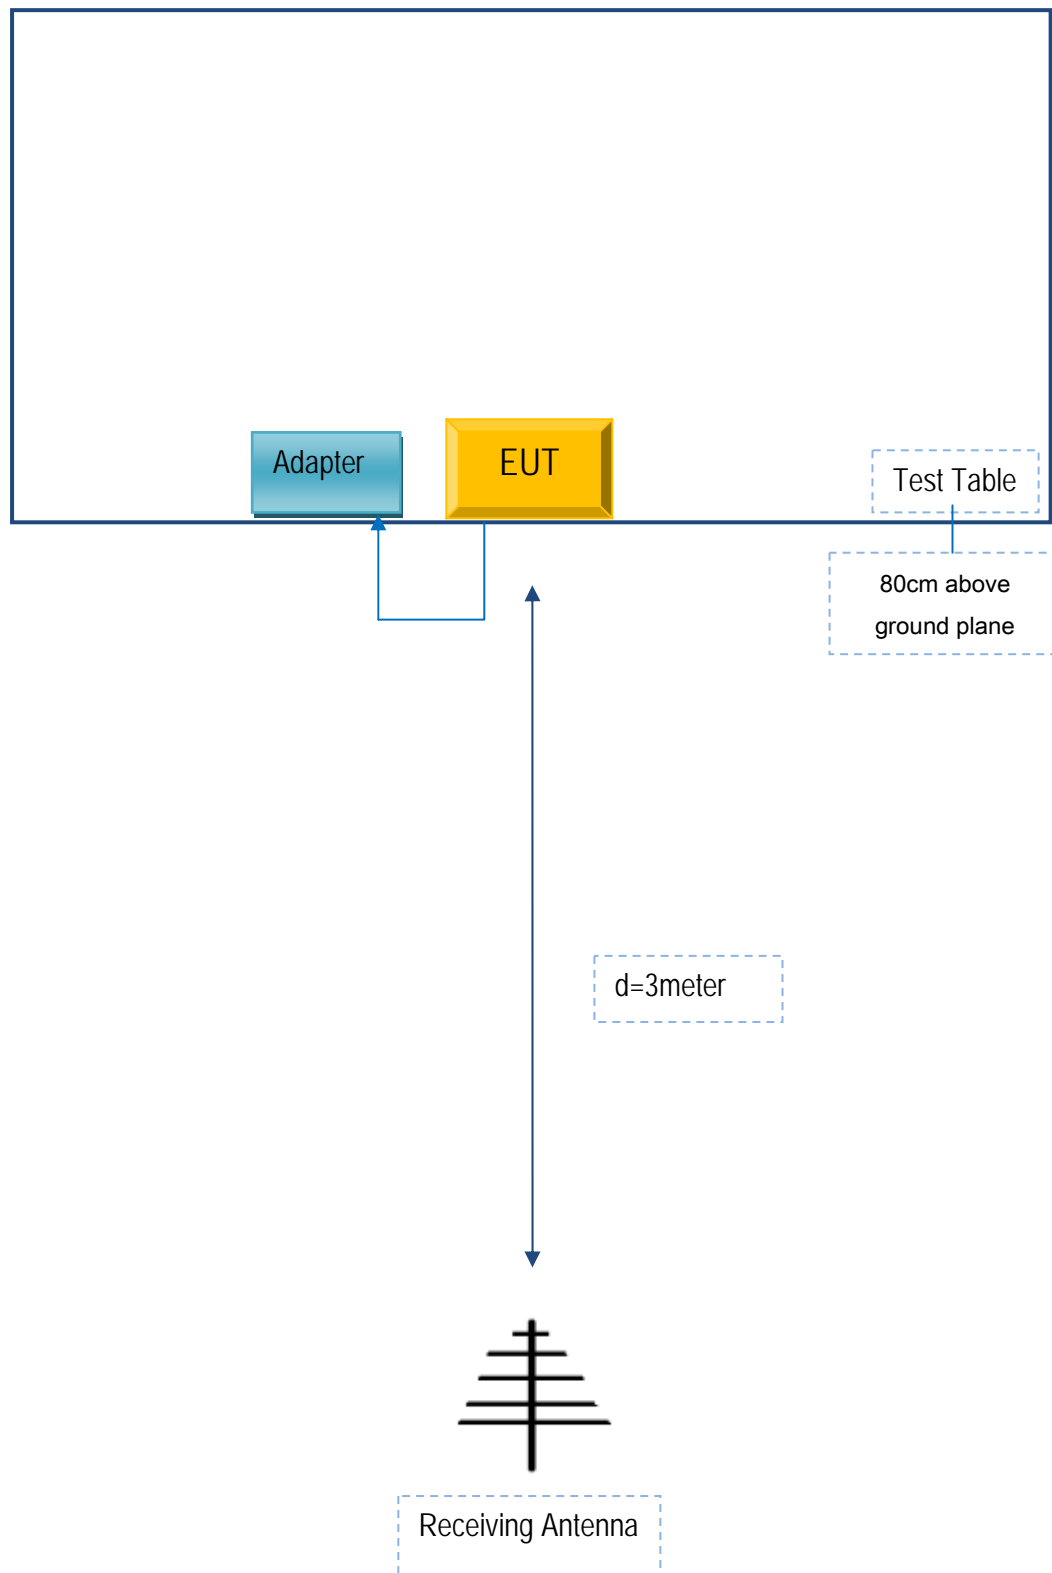 Adapter
EUT
Test Table
80cm above
ground plane
d=3meter
Receiving Antenna